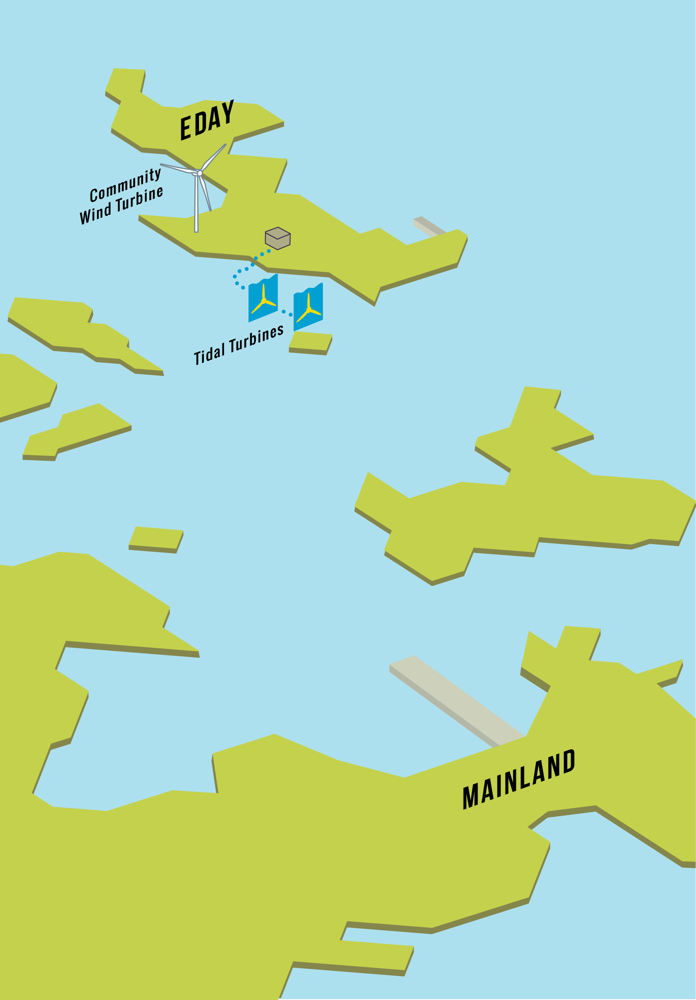 EDAY
Community
Wind Turbine
Tidal Turbines
MAINLAND